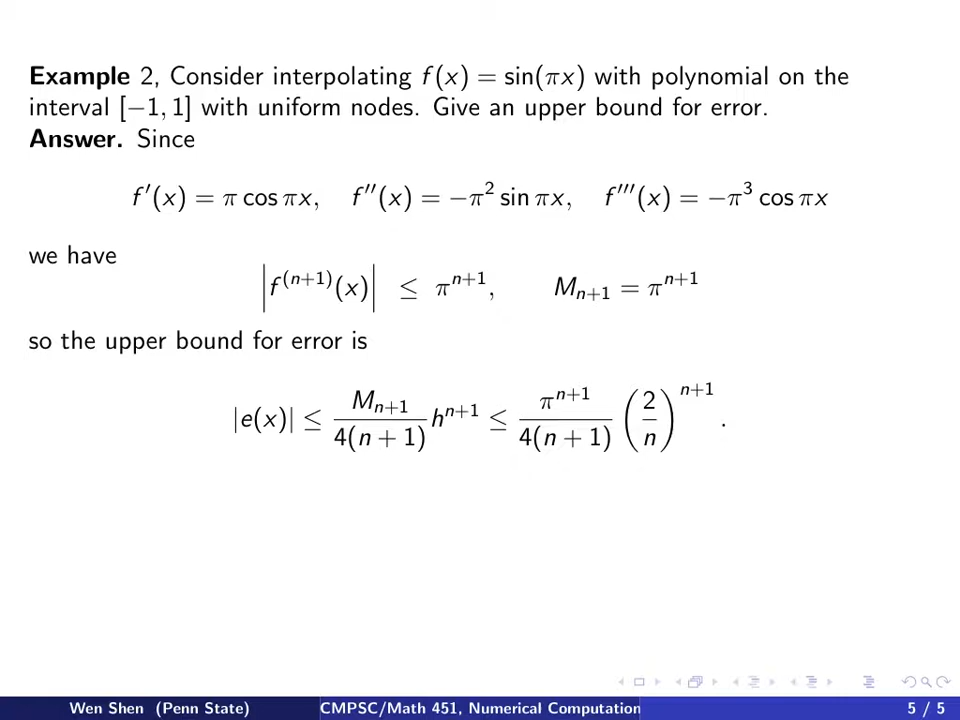 Example 2, Consider interpolating f(x) = sin(πx) with polynomial on the
interval [−1, 1] with uniform nodes. Give an upper bound for error.
Answer. Since
f′(x) = π cos πx, f′′(x) = −π² sin πx, f′′′(x) = −π³ cos πx
we have
|f⁽ⁿ⁺¹⁾(x)| ≤ πⁿ⁺¹, Mₙ₊₁ = πⁿ⁺¹
so the upper bound for error is
|e(x)| ≤ Mₙ₊₁/4(n + 1) hⁿ⁺¹ ≤ πⁿ⁺¹/4(n + 1) (2/n)ⁿ⁺¹.
Wen Shen (Penn State) CMPSC/Math 451, Numerical Computation 5 / 5